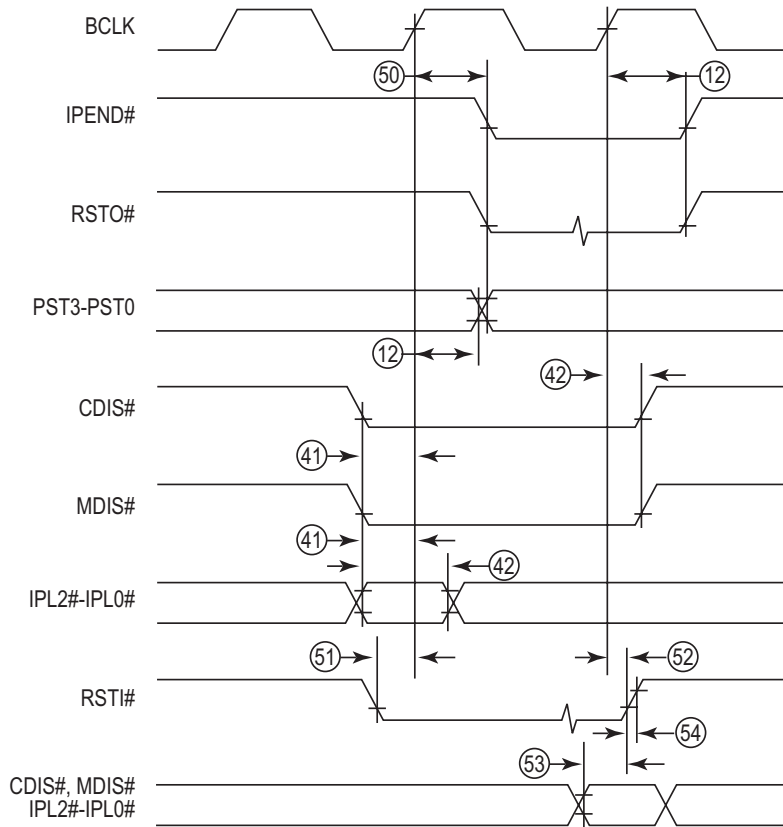 BCLK
50
12
IPEND#
RSTO#
PST3-PST0
12
42
CDIS#
41
MDIS#
41
42
IPL2#-IPL0#
51
52
RSTI#
54
53
CDIS#, MDIS#
IPL2#-IPL0#